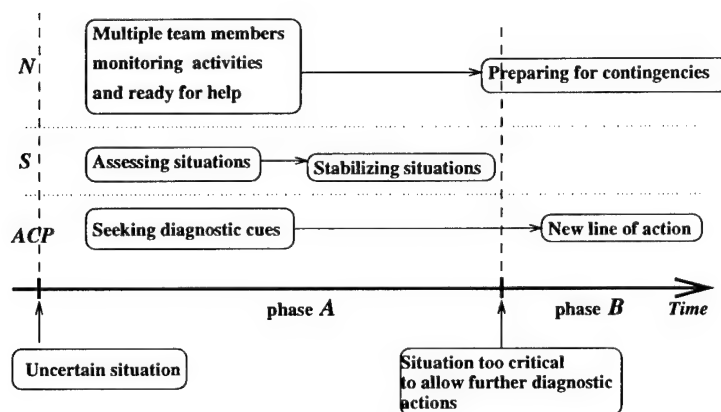 Multiple team members
monitoring activities
and ready for help
N
Preparing for contingencies
S
Assessing situations
Stabilizing situations
ACP
Seeking diagnostic cues
New line of action
phase A
phase B
Time
Uncertain situation
Situation too critical
to allow further diagnostic
actions